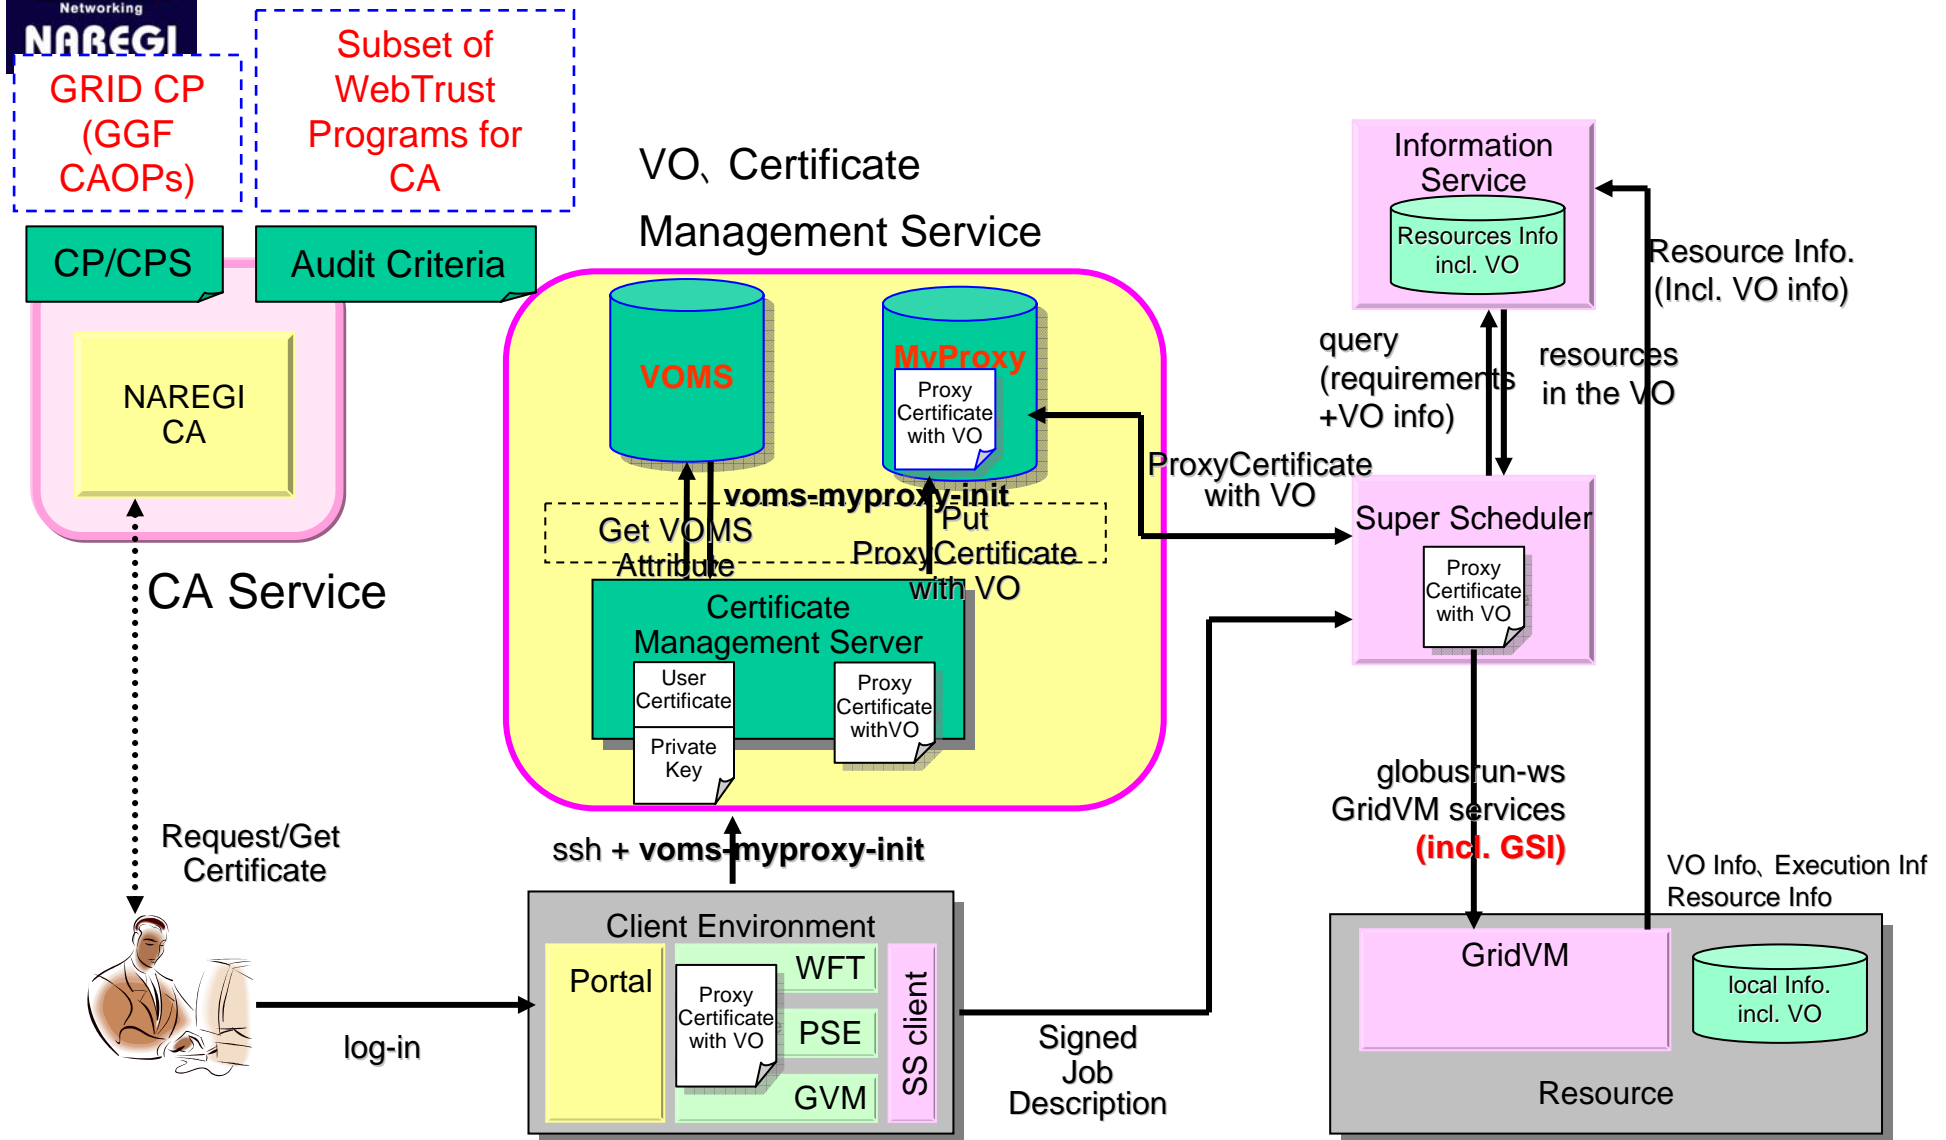 Networking
NAREGI
GRID CP
(GGF
CAOPs)
Subset of
WebTrust
Programs for
CA
CP/CPS
Audit Criteria
NAREGI
CA
CA Service
Request/Get
Certificate
log-in
VO、Certificate
Management Service
VOMS
MyProxy
Proxy
Certificate
with VO
voms-myproxy-init
Get VOMS
Attribute
Put
ProxyCertificate
with VO
Certificate
Management Server
User
Certificate
Private
Key
Proxy
Certificate
withVO
ssh + voms-myproxy-init
Client Environment
Portal
Proxy
Certificate
with VO
WFT
PSE
GVM
SS client
Signed
Job
Description
Information
Service
Resources Info
incl. VO
Resource Info.
(Incl. VO info)
query
(requirements
+VO info)
resources
in the VO
ProxyCertificate
with VO
Super Scheduler
Proxy
Certificate
with VO
globusrun-ws
GridVM services
(incl. GSI)
VO Info、Execution Inf
Resource Info
GridVM
local Info.
incl. VO
Resource